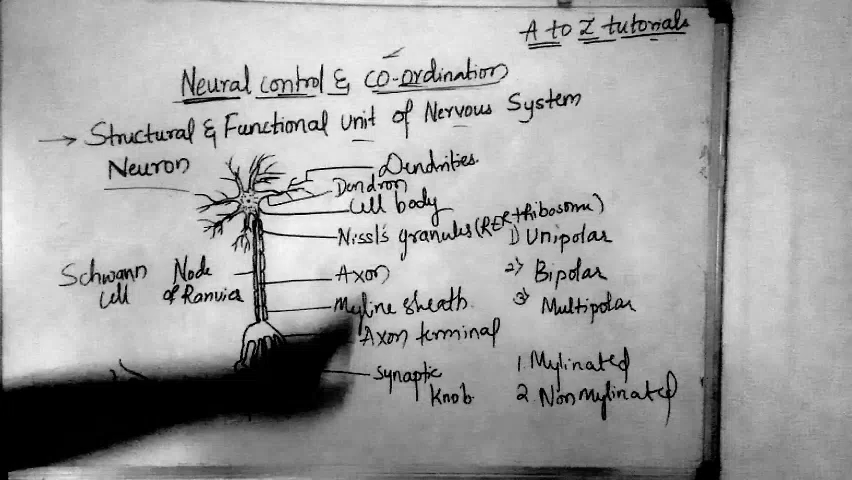 A to Z tutorials
Neural control & CO-Ordination
→ Structural & Functional unit of Nervous System
Neuron
Dendrities.
Dendron
Cell body
Nissl's granules (RER + ribosome)
Schwann Cell
Node of Ranvier
Axon
Myline sheath.
Axon terminal
Synaptic Knob
1) Unipolar
2) Bipolar
3) Multipolar
1. Mylinated
2. Non mylinated